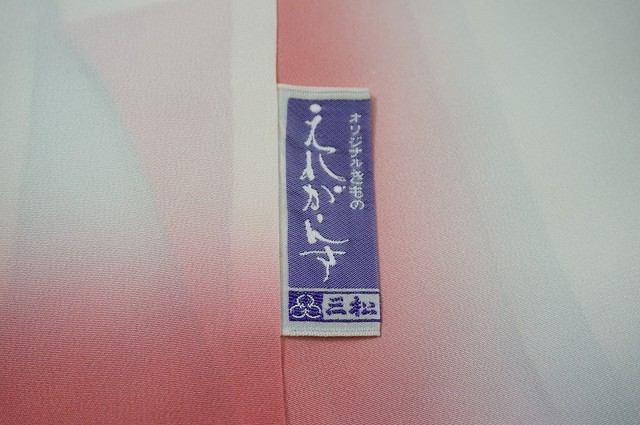 オリジナルきもの
えれがんす
三松